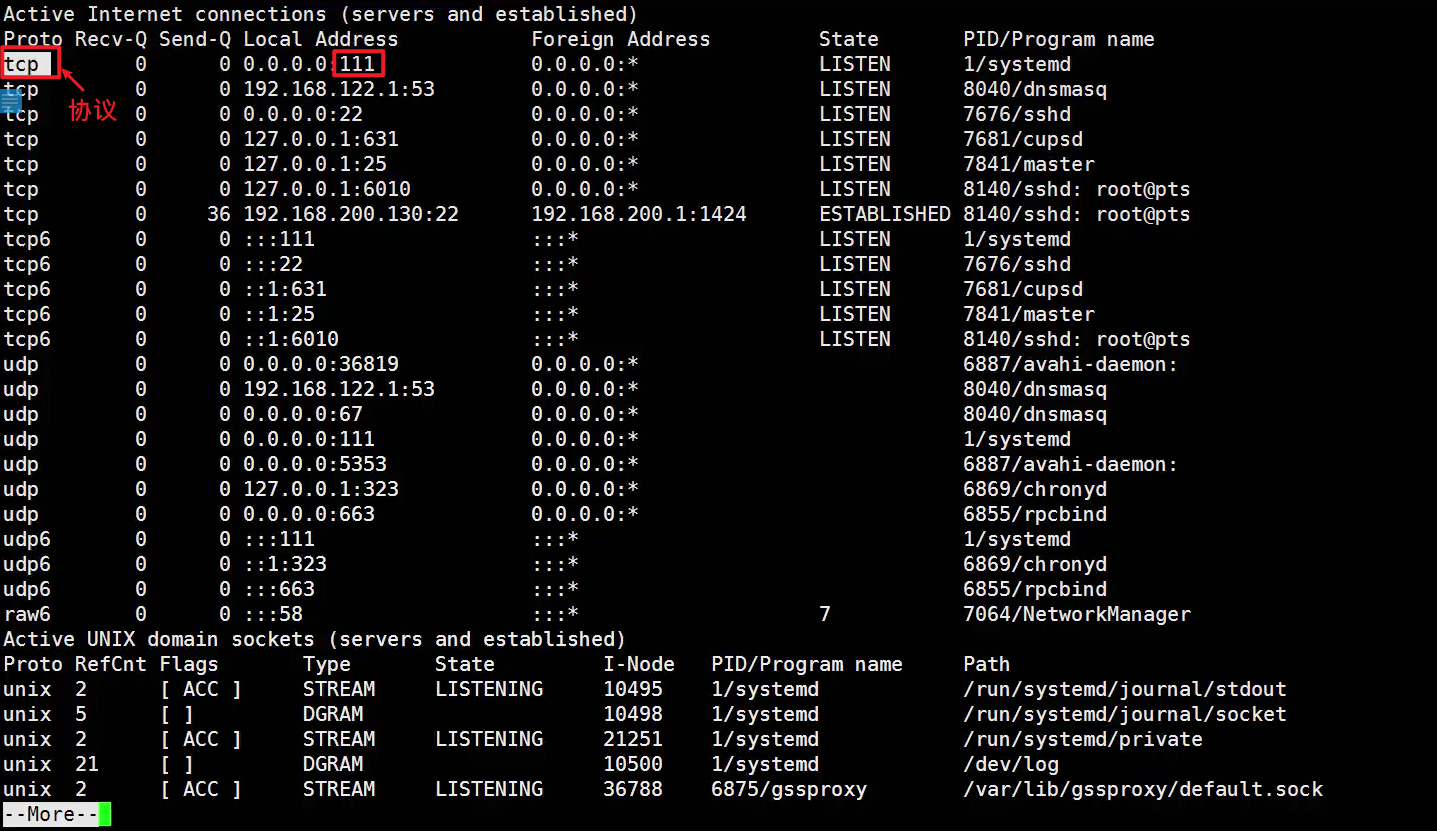 Active Internet connections (servers and established)
Proto Recv-Q Send-Q Local Address           Foreign Address         State       PID/Program name
tcp        0      0 0.0.0.0:111             0.0.0.0:*               LISTEN      1/systemd
tcp        0      0 192.168.122.1:53        0.0.0.0:*               LISTEN      8040/dnsmasq
协议
tcp        0      0 0.0.0.0:22              0.0.0.0:*               LISTEN      7676/sshd
tcp        0      0 127.0.0.1:631           0.0.0.0:*               LISTEN      7681/cupsd
tcp        0      0 127.0.0.1:25            0.0.0.0:*               LISTEN      7841/master
tcp        0      0 127.0.0.1:6010          0.0.0.0:*               LISTEN      8140/sshd: root@pts
tcp        0     36 192.168.200.130:22      192.168.200.1:1424      ESTABLISHED 8140/sshd: root@pts
tcp6       0      0 :::111                  :::*                    LISTEN      1/systemd
tcp6       0      0 :::22                   :::*                    LISTEN      7676/sshd
tcp6       0      0 ::1:631                 :::*                    LISTEN      7681/cupsd
tcp6       0      0 ::1:25                  :::*                    LISTEN      7841/master
tcp6       0      0 ::1:6010                :::*                    LISTEN      8140/sshd: root@pts
udp        0      0 0.0.0.0:36819           0.0.0.0:*                           6887/avahi-daemon:
udp        0      0 192.168.122.1:53        0.0.0.0:*                           8040/dnsmasq
udp        0      0 0.0.0.0:67              0.0.0.0:*                           8040/dnsmasq
udp        0      0 0.0.0.0:111             0.0.0.0:*                           1/systemd
udp        0      0 0.0.0.0:5353            0.0.0.0:*                           6887/avahi-daemon:
udp        0      0 127.0.0.1:323           0.0.0.0:*                           6869/chronyd
udp        0      0 0.0.0.0:663             0.0.0.0:*                           6855/rpcbind
udp6       0      0 :::111                  :::*                                1/systemd
udp6       0      0 ::1:323                 :::*                                6869/chronyd
udp6       0      0 :::663                  :::*                                6855/rpcbind
raw6       0      0 :::58                   :::*                    7           7064/NetworkManager
Active UNIX domain sockets (servers and established)
Proto RefCnt Flags       Type       State         I-Node   PID/Program name     Path
unix  2      [ ACC ]     STREAM     LISTENING     10495    1/systemd            /run/systemd/journal/stdout
unix  5      [ ]         DGRAM                    10498    1/systemd            /run/systemd/journal/socket
unix  2      [ ACC ]     STREAM     LISTENING     21251    1/systemd            /run/systemd/private
unix  21     [ ]         DGRAM                    10500    1/systemd            /dev/log
unix  2      [ ACC ]     STREAM     LISTENING     36788    6875/gssproxy        /var/lib/gssproxy/default.sock
--More--